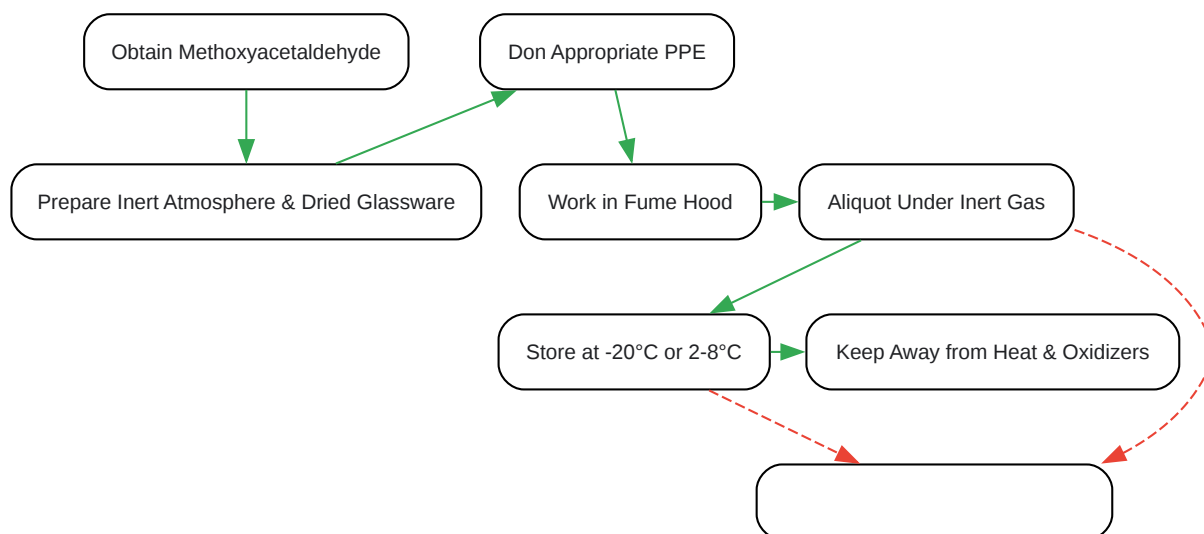 Obtain Methoxyacetaldehyde
Don Appropriate PPE
Prepare Inert Atmosphere & Dried Glassware
Work in Fume Hood
Aliquot Under Inert Gas
Store at -20°C or 2-8°C
Keep Away from Heat & Oxidizers